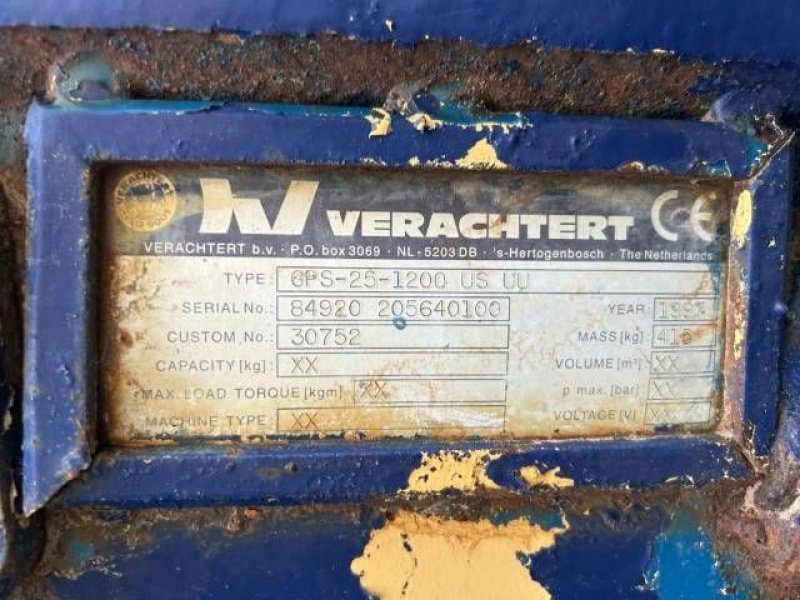 VERACHTERT CE
VERACHTERT b.v. · P.O. box 3069 · NL - 5203 DB · 's-Hertogenbosch · The Netherlands
TYPE : GPS-25-1200 US UU
SERIAL No.: 84920 205640100 YEAR:
CUSTOM No.: 30752 MASS [kg]
CAPACITY [kg]: XX VOLUME [m³]: XX
MAX. LOAD TORQUE [kgm] XX p max. [bar] XX
MACHINE TYPE : XX VOLTAGE [V] XX